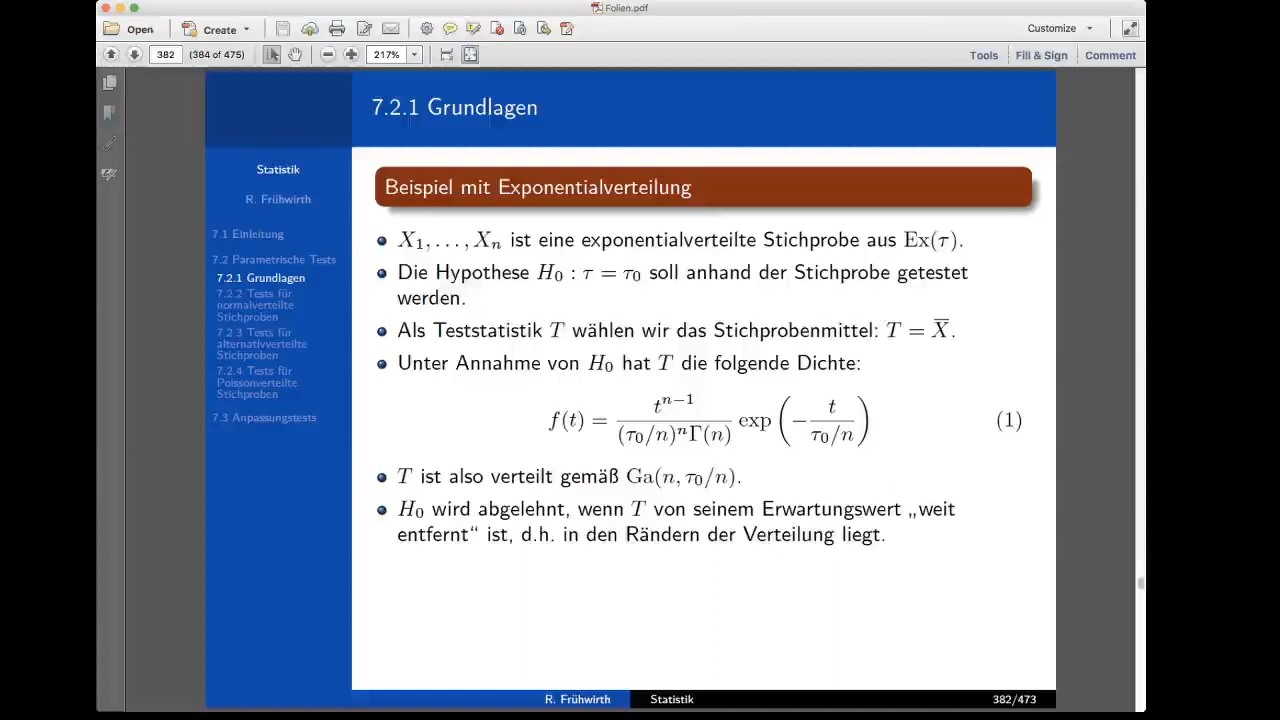 Folien.pdf
Open
Create
Customize
382
(384 of 475)
217%
Tools
Fill & Sign
Comment
7.2.1 Grundlagen
Statistik
R. Frühwirth
7.1 Einleitung
7.2 Parametrische Tests
7.2.1 Grundlagen
7.2.2 Tests für
normalverteilte
Stichproben
7.2.3 Tests für
alternativverteilte
Stichproben
7.2.4 Tests für
Poissonverteilte
Stichproben
7.3 Anpassungstests
Beispiel mit Exponentialverteilung
X₁, . . . , Xₙ ist eine exponentialverteilte Stichprobe aus Ex(τ).
Die Hypothese H₀ : τ = τ₀ soll anhand der Stichprobe getestet
werden.
Als Teststatistik T wählen wir das Stichprobenmittel: T = X̅.
Unter Annahme von H₀ hat T die folgende Dichte:
f(t) = tⁿ⁻¹ / ((τ₀/n)ⁿΓ(n)) exp (− t / (τ₀/n)) (1)
T ist also verteilt gemäß Ga(n, τ₀/n).
H₀ wird abgelehnt, wenn T von seinem Erwartungswert „weit
entfernt“ ist, d.h. in den Rändern der Verteilung liegt.
R. Frühwirth
Statistik
382/473